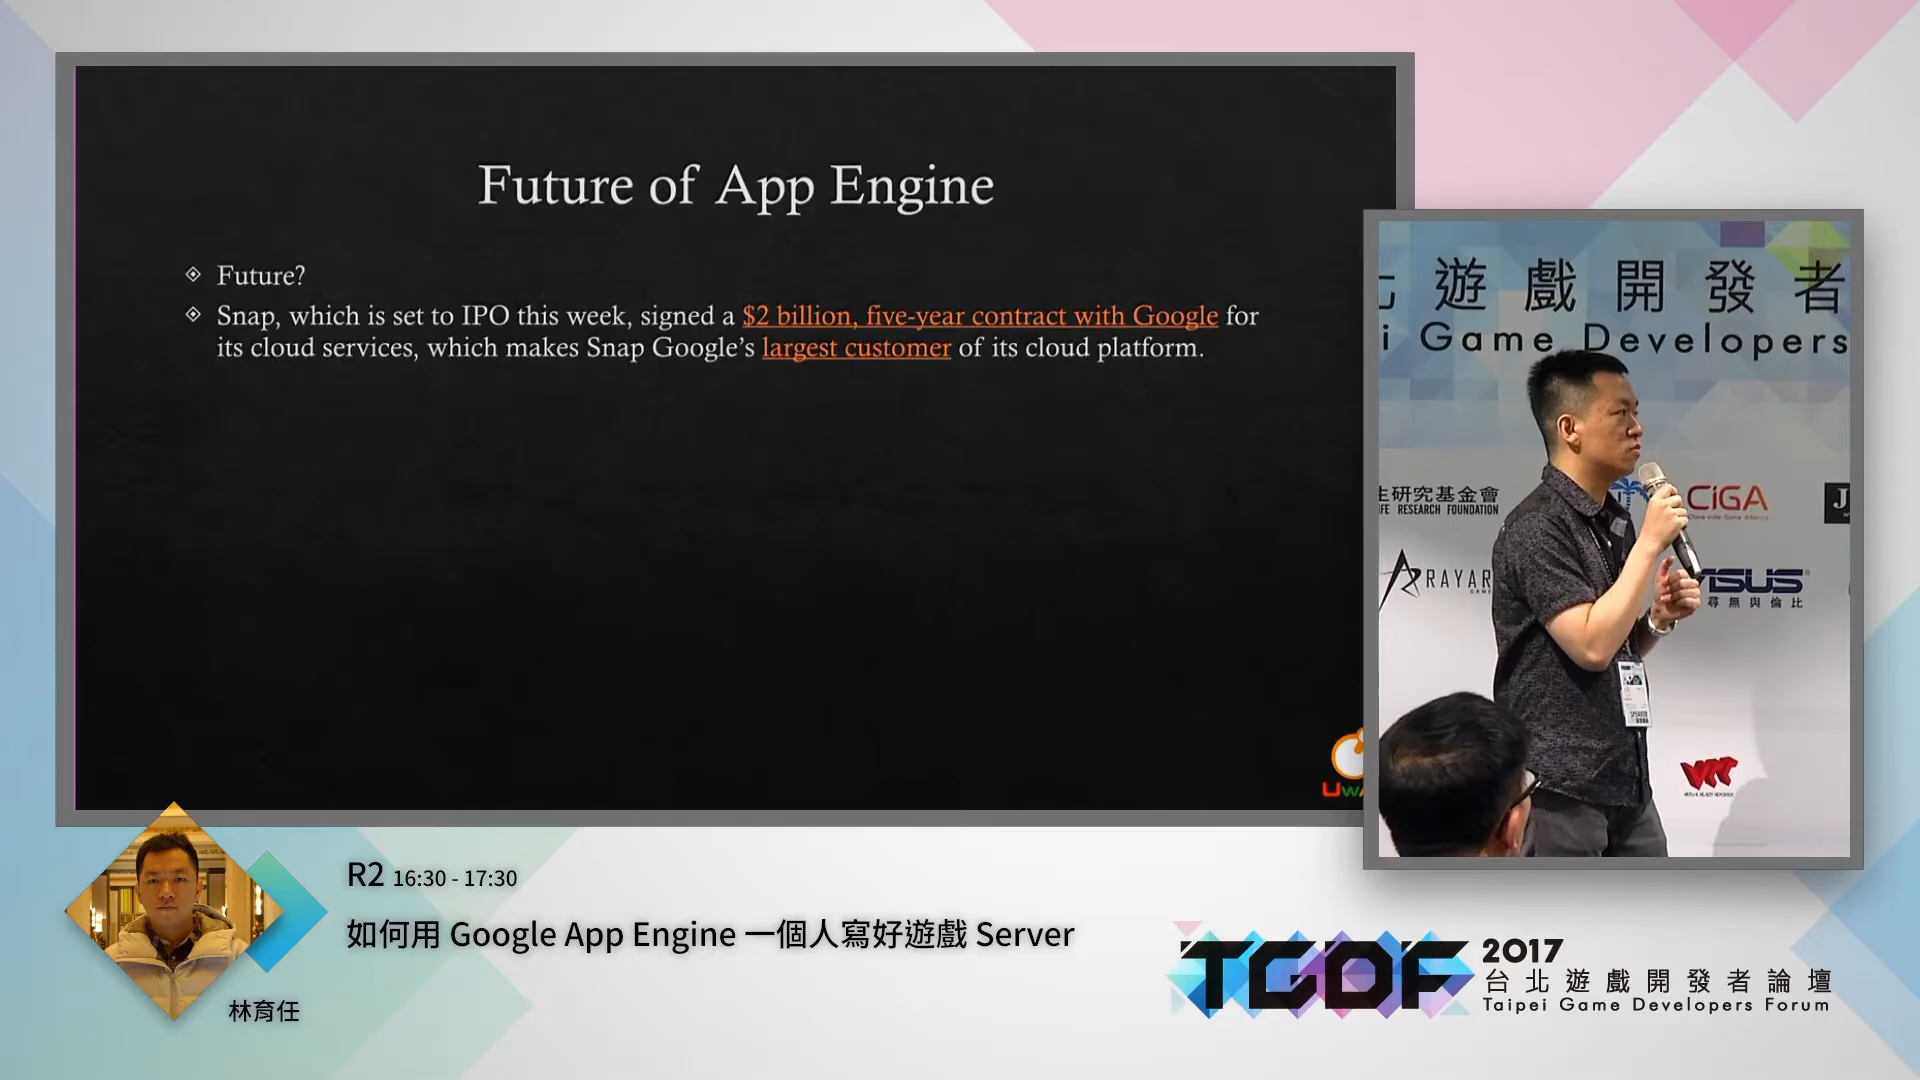 Future of App Engine
Future?
Snap, which is set to IPO this week, signed a $2 billion, five-year contract with Google for
its cloud services, which makes Snap Google’s largest customer of its cloud platform.
遊 戲 開 發 者
Game Developers
生研究基金會
RESEARCH FOUNDATION
CiGA
RAYAR
ASUS
尋 無 與 倫 比
VRC
R2 16:30 - 17:30
如何用 Google App Engine 一個人寫好遊戲 Server
林育任
TGDF 2017
台 北 遊 戲 開 發 者 論 壇
Taipei Game Developers Forum